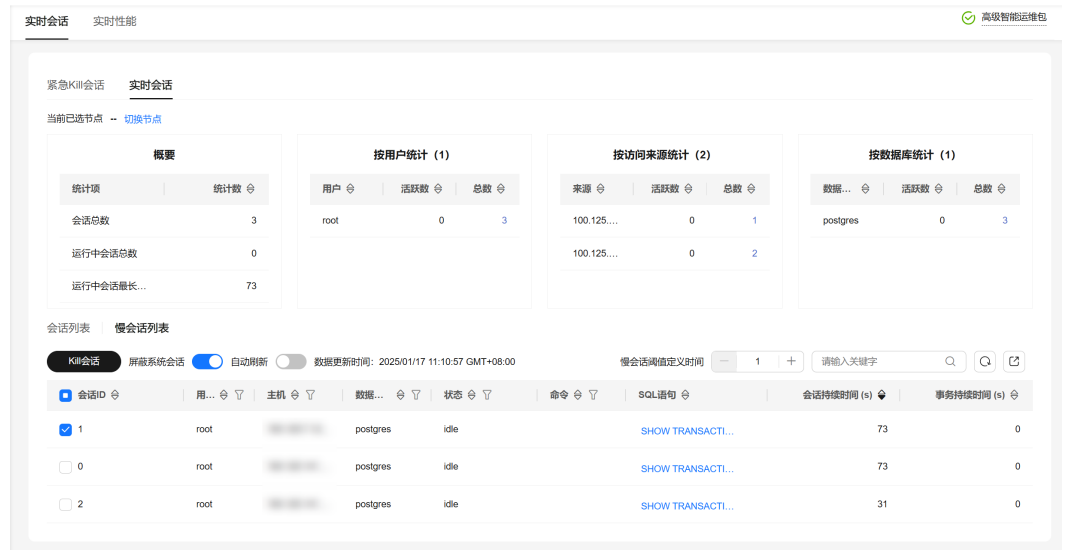 实时会话 实时性能 高级智能运维包
紧急Kill会话 实时会话
当前已选节点 -- 切换节点
概要 按用户统计（1） 按访问来源统计（2） 按数据库统计（1）
统计项 统计数 用户 活跃数 总数 来源 活跃数 总数 数据... 活跃数 总数
会话总数 3 root 0 3 100.125.... 0 1 postgres 0 3
运行中会话总数 0 100.125.... 0 2
运行中会话最长... 73
会话列表 慢会话列表
Kill会话 屏蔽系统会话 自动刷新 数据更新时间：2025/01/17 11:10:57 GMT+08:00 慢会话阈值定义时间 — 1 + 请输入关键字
会话ID 用... 主机 数据... 状态 命令 SQL语句 会话持续时间 (s) 事务持续时间 (s)
1 root postgres idle SHOW TRANSACTI... 73 0
0 root postgres idle SHOW TRANSACTI... 73 0
2 root postgres idle SHOW TRANSACTI... 31 0